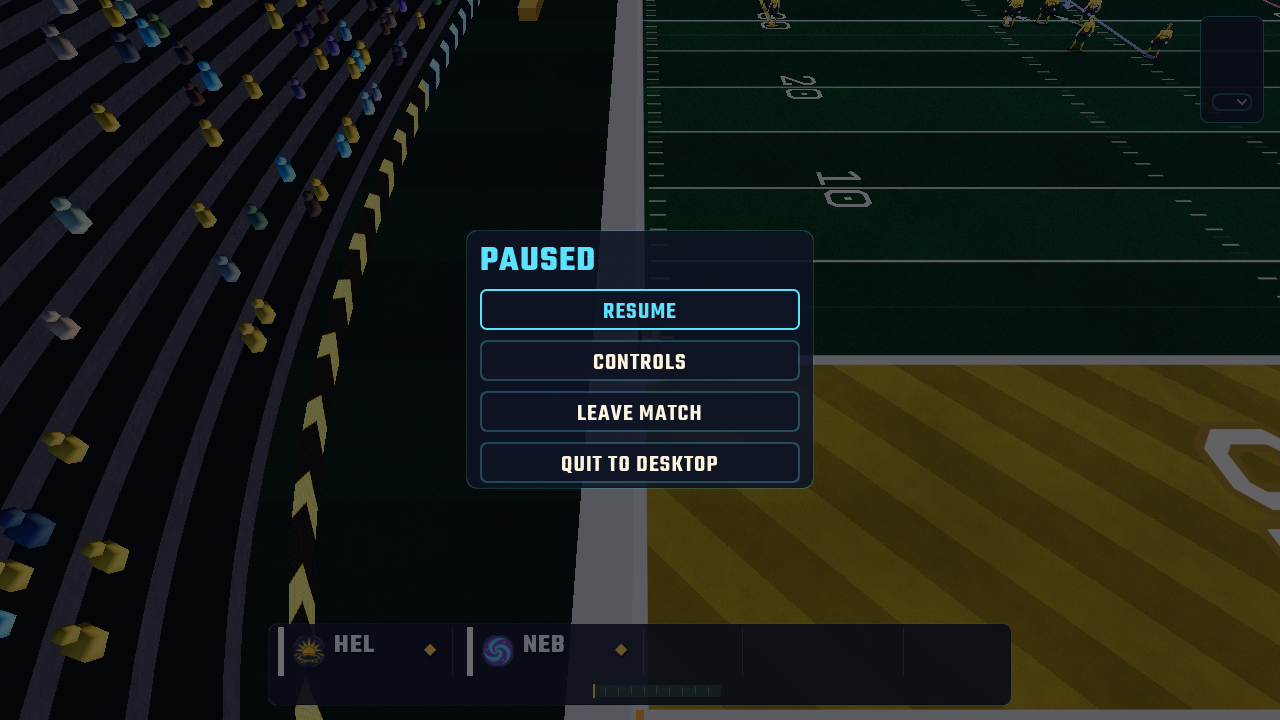 20
10
PAUSED
RESUME
CONTROLS
LEAVE MATCH
QUIT TO DESKTOP
HEL
NEB